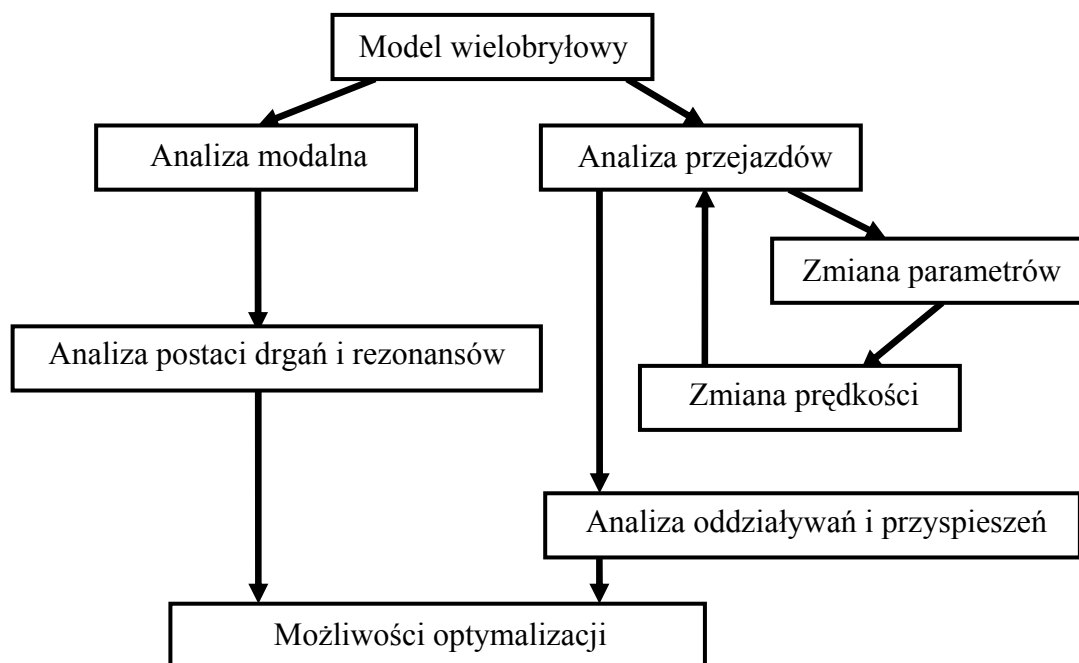 Model wielobryłowy
Analiza modalna
Analiza przejazdów
Zmiana parametrów
Analiza postaci drgań i rezonansów
Zmiana prędkości
Analiza oddziaływań i przyspieszeń
Możliwości optymalizacji